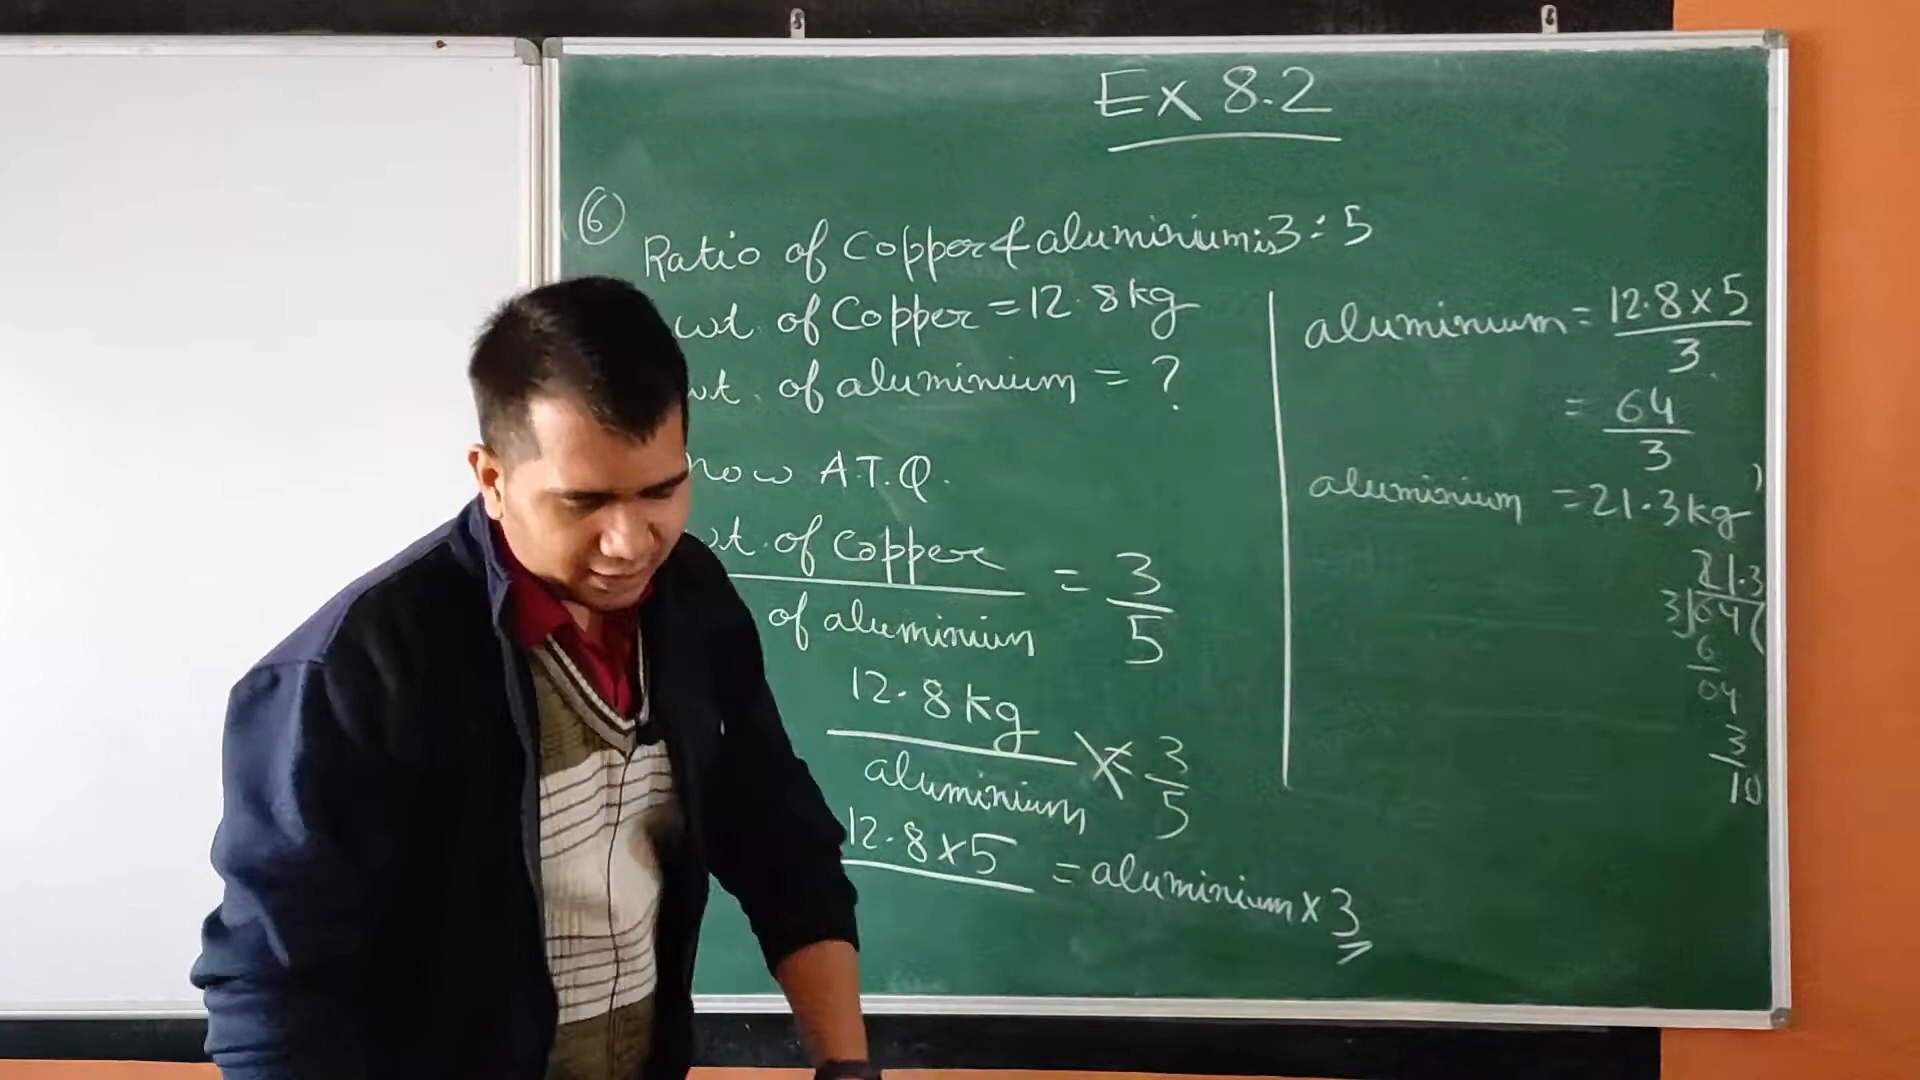 Ex 8.2
6
Ratio of Copper & aluminium is 3 : 5
wt. of Copper = 12.8 kg
wt. of aluminium = ?
now A.T.Q.
wt. of Copper
= 3/5
of aluminium
12.8 kg
= 3/5
aluminium
12.8 x 5 = aluminium x 3
aluminium = 12.8 x 5
3
= 64
3
aluminium = 21.3 kg
21.3
3 64
6
04
3
10